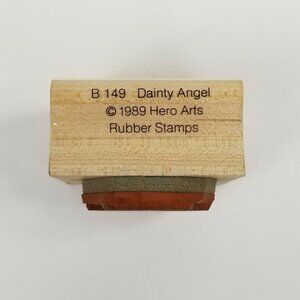 B 149 Dainty Angel
© 1989 Hero Arts
Rubber Stamps